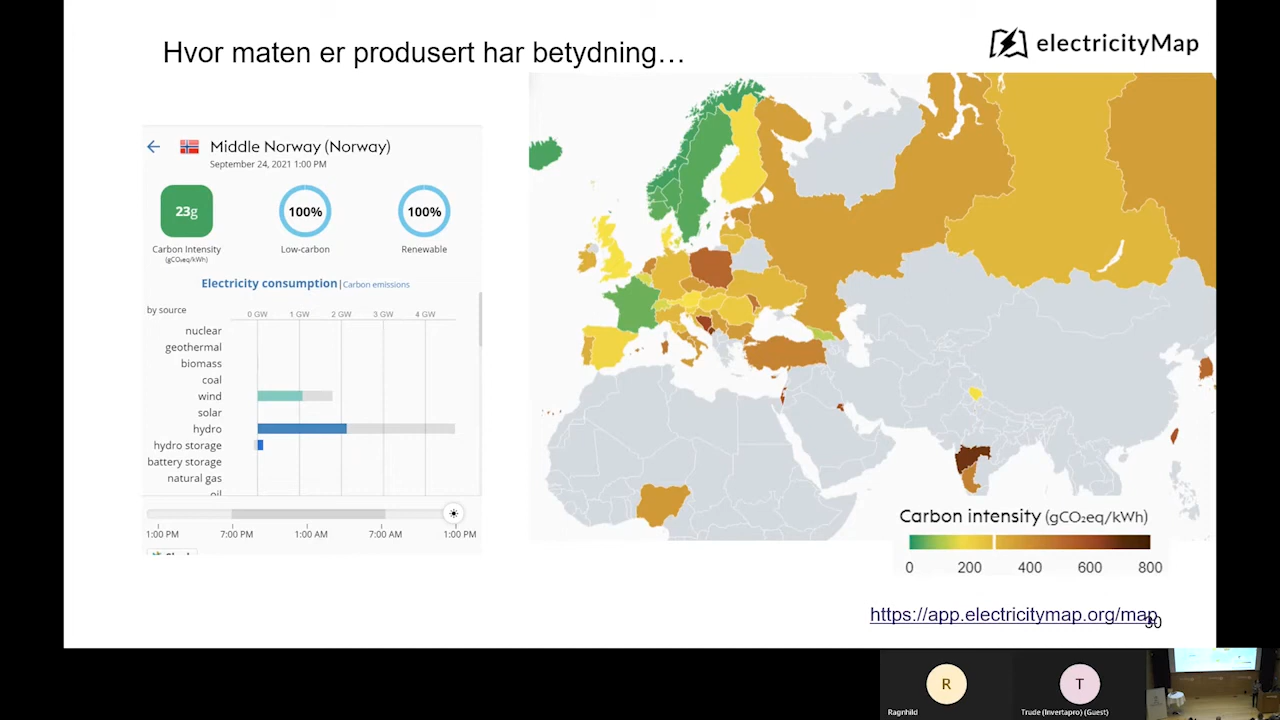 Hvor maten er produsert har betydning…
electricityMap
Middle Norway (Norway)
September 24, 2021 1:00 PM
23g
100%
100%
Carbon Intensity
(gCO₂eq/kWh)
Low-carbon
Renewable
Electricity consumption | Carbon emissions
by source
0 GW 1 GW 2 GW 3 GW 4 GW
nuclear
geothermal
biomass
coal
wind
solar
hydro
hydro storage
battery storage
natural gas
oil
1:00 PM 7:00 PM 1:00 AM 7:00 AM 1:00 PM
Carbon intensity (gCO₂eq/kWh)
0 200 400 600 800
https://app.electricitymap.org/map
30
R
T
Ragnhild
Trude (Invertapro) (Guest)